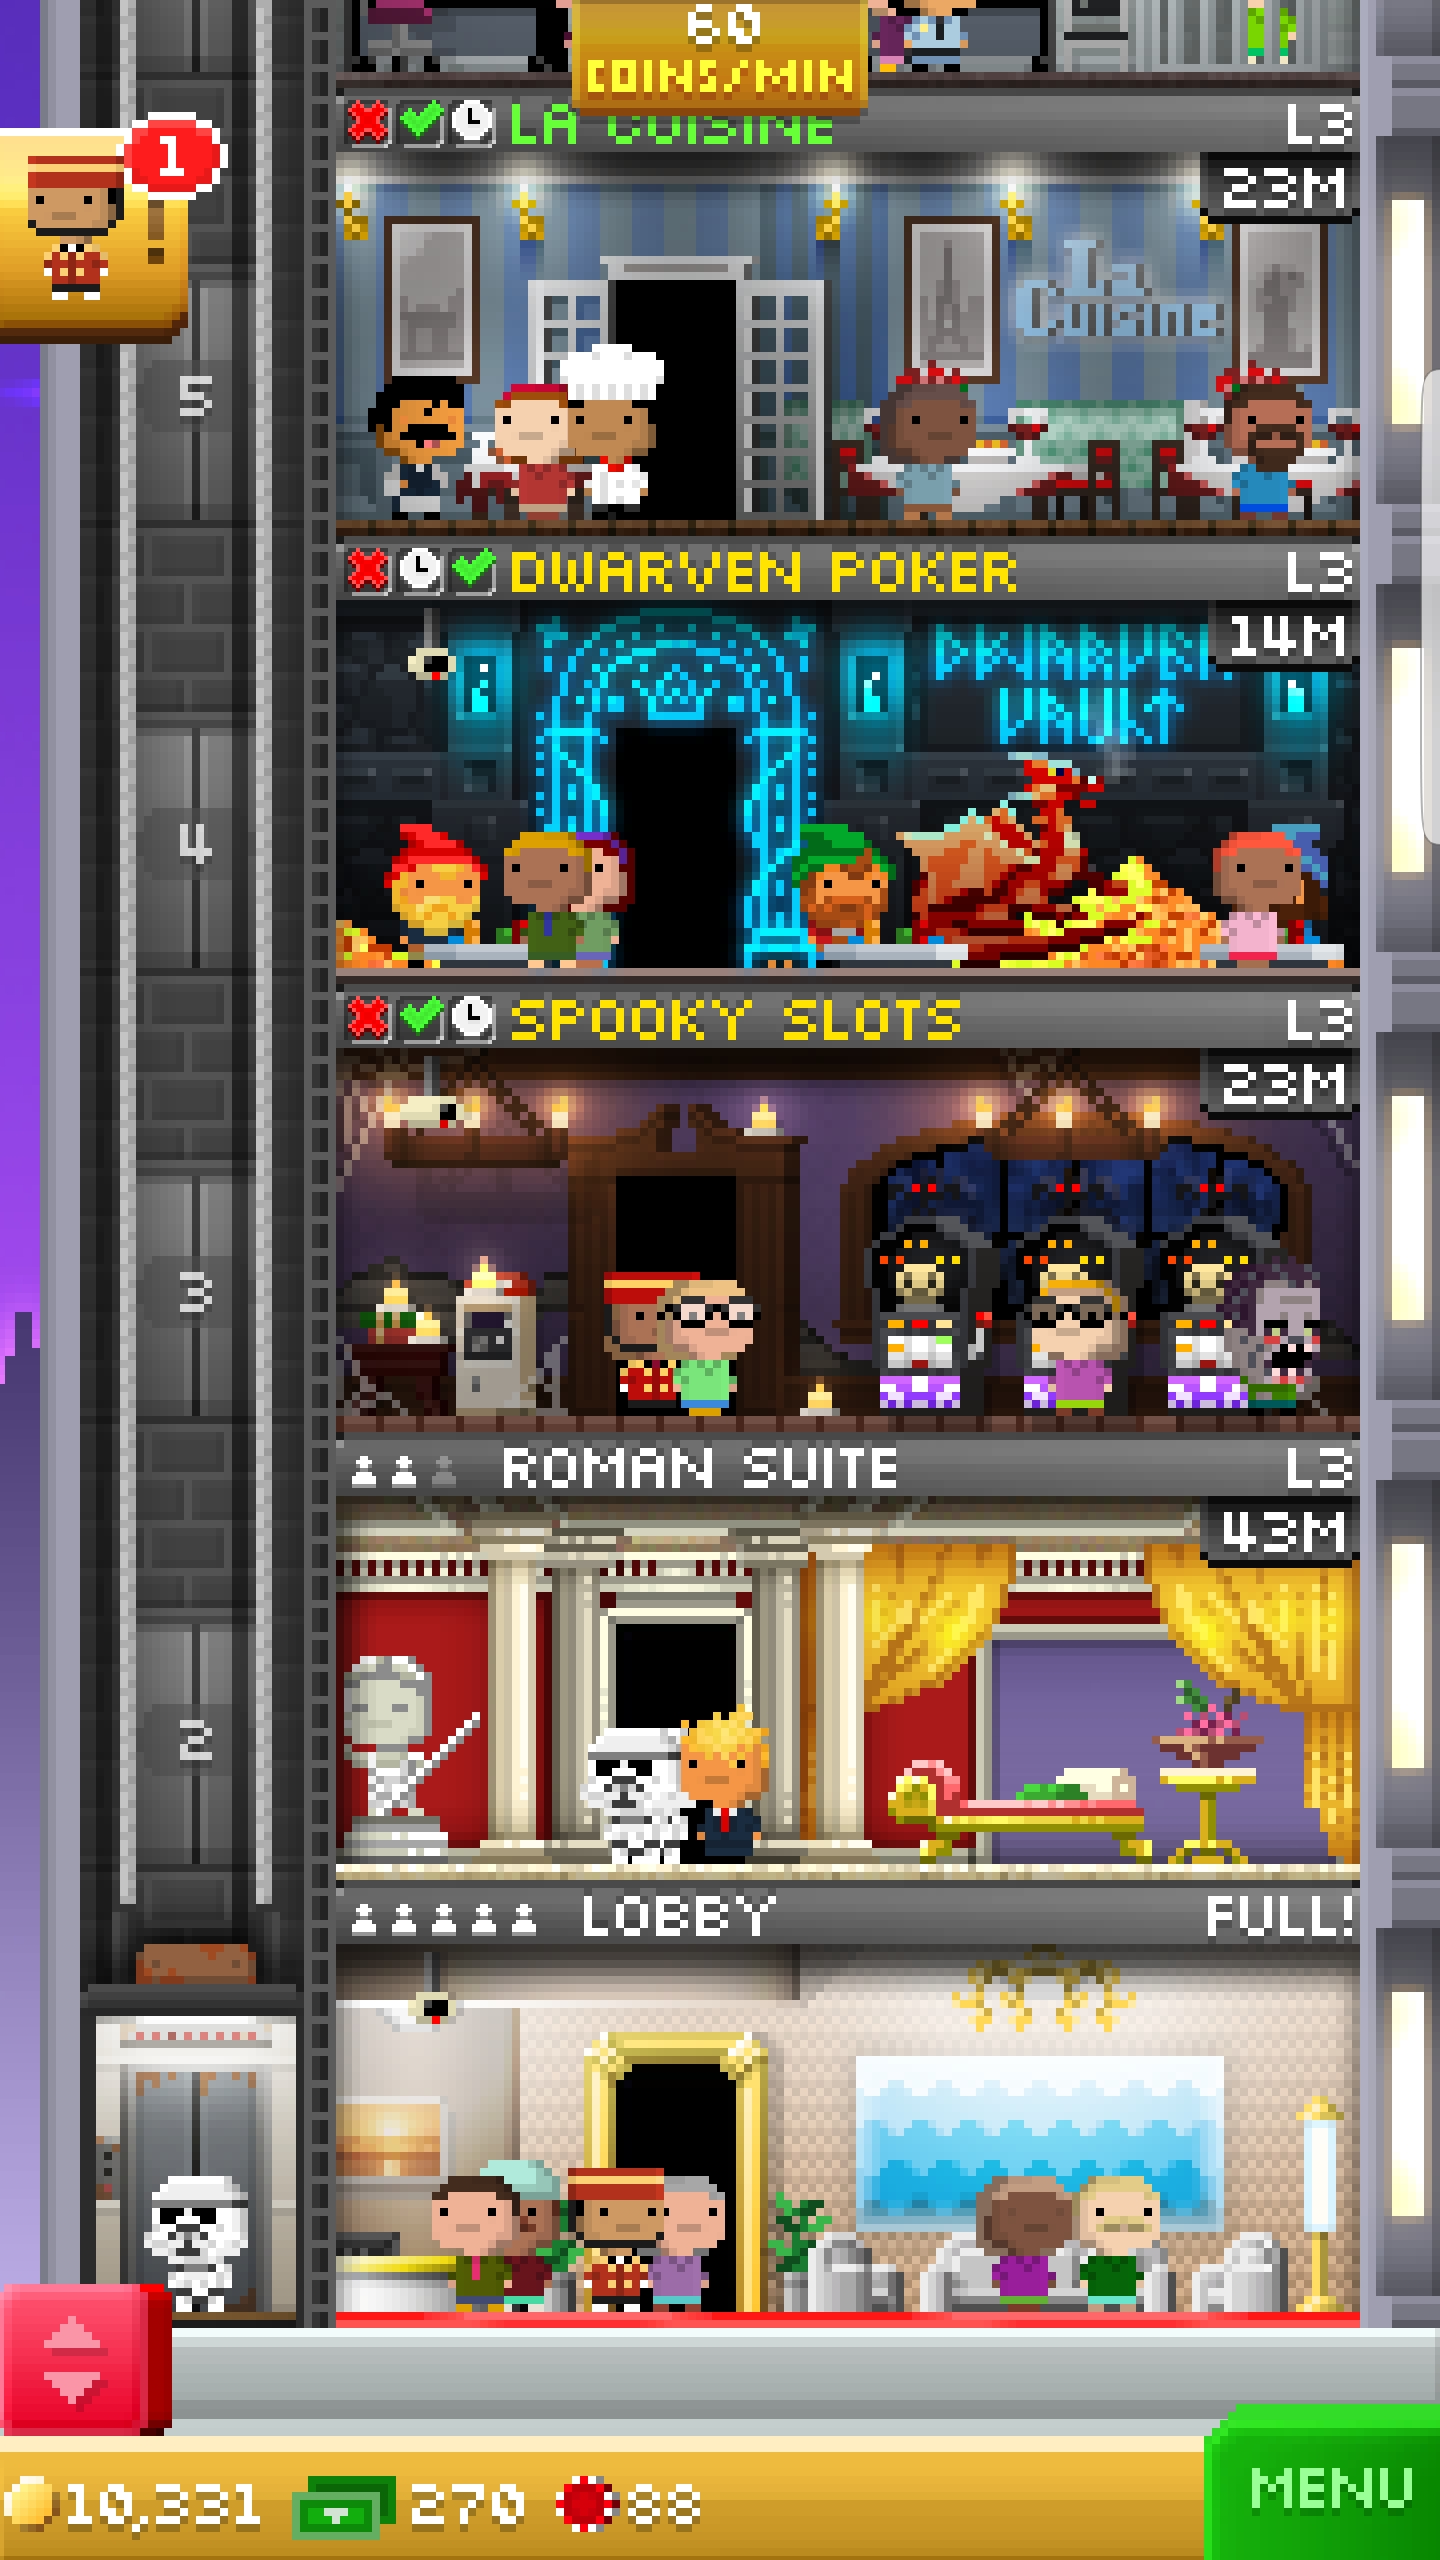 60
COINS/MIN
1
!
LA CUISINE
L3
23M
La
Cuisine
5
DWARVEN POKER
L3
14M
DWARVEN
VAULT
4
SPOOKY SLOTS
L3
23M
3
ROMAN SUITE
L3
43M
2
LOBBY
FULL!
10,331
270
88
MENU